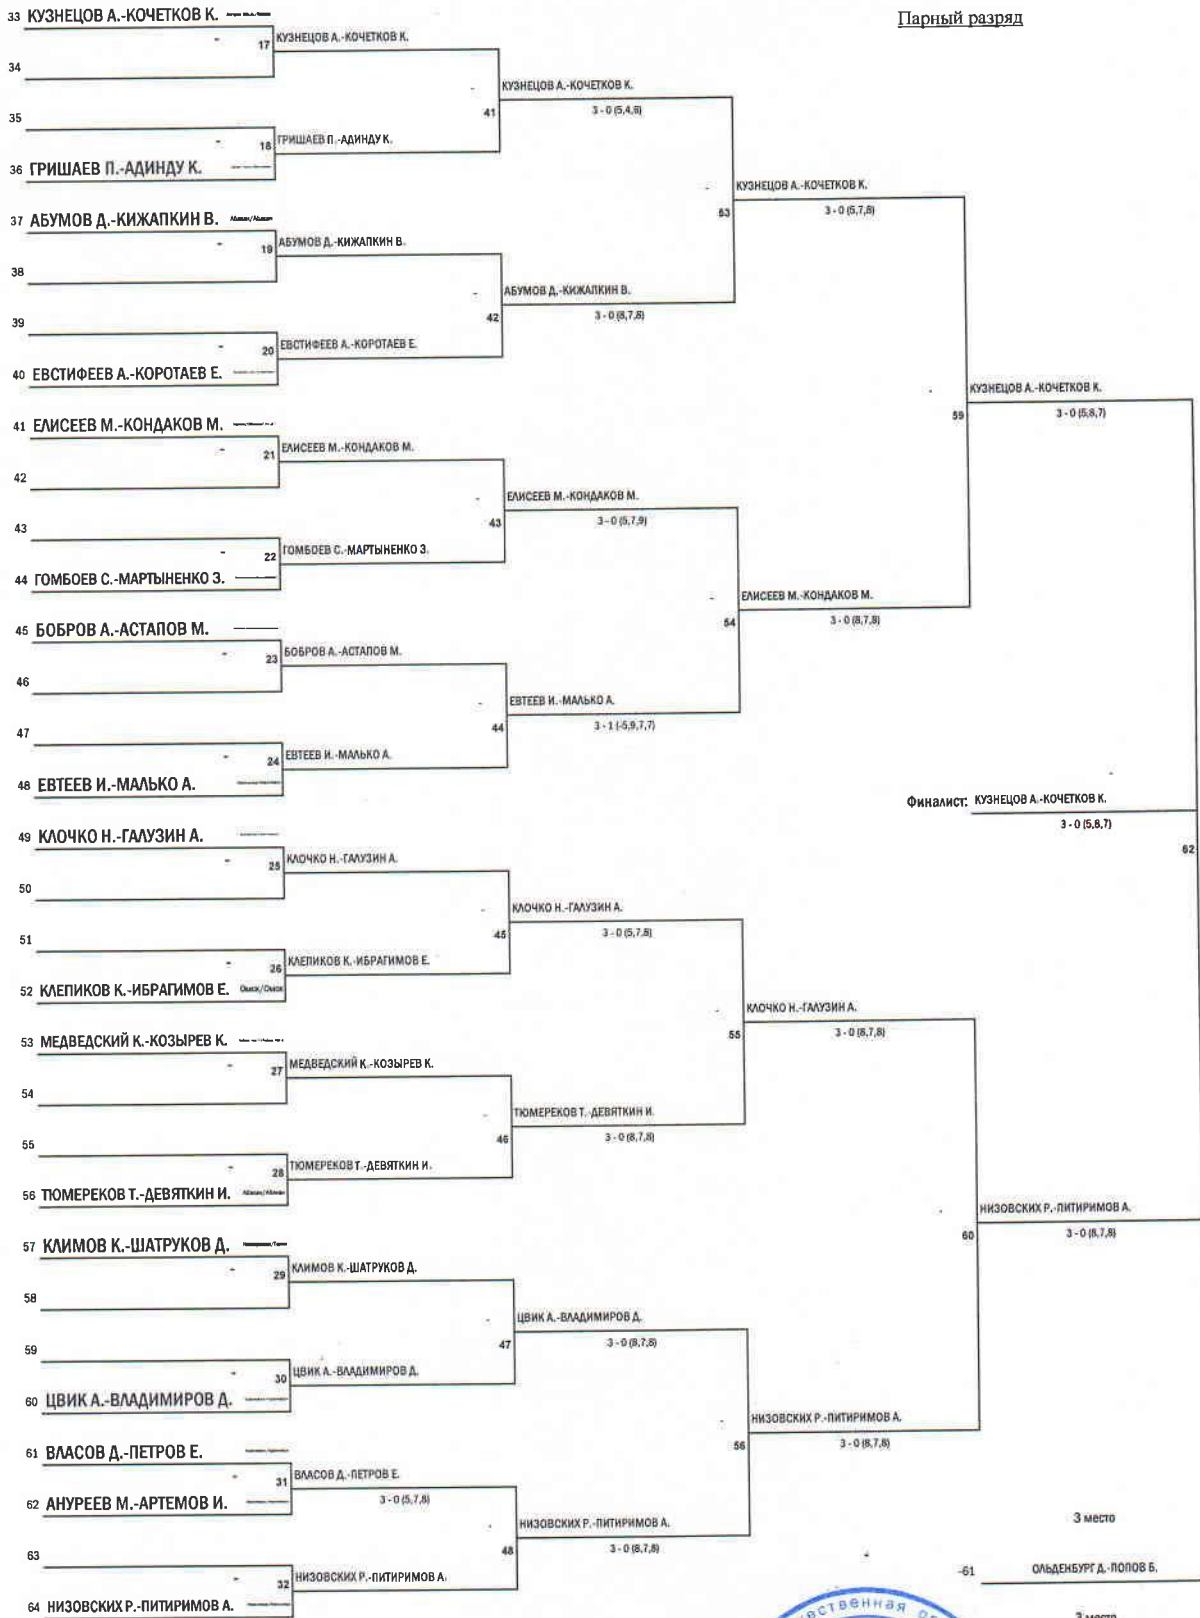 Парный разряд
33 КУЗНЕЦОВ А.-КОЧЕТКОВ К.
17 КУЗНЕЦОВ А.-КОЧЕТКОВ К.
34
КУЗНЕЦОВ А.-КОЧЕТКОВ К.
41 3 - 0 (5,4,8)
35
18 ГРИШАЕВ П.-АДИНДУ К.
36 ГРИШАЕВ П.-АДИНДУ К.
КУЗНЕЦОВ А.-КОЧЕТКОВ К.
53 3 - 0 (5,7,8)
37 АБУМОВ Д.-КИЖАПКИН В. Абакан/Абакан
19 АБУМОВ Д.-КИЖАПКИН В.
38
АБУМОВ Д.-КИЖАПКИН В.
42 3 - 0 (8,7,8)
39
20 ЕВСТИФЕЕВ А.-КОРОТАЕВ Е.
40 ЕВСТИФЕЕВ А.-КОРОТАЕВ Е.
КУЗНЕЦОВ А.-КОЧЕТКОВ К.
59 3 - 0 (5,8,7)
41 ЕЛИСЕЕВ М.-КОНДАКОВ М.
21 ЕЛИСЕЕВ М.-КОНДАКОВ М.
42
ЕЛИСЕЕВ М.-КОНДАКОВ М.
43 3 - 0 (5,7,9)
43
22 ГОМБОЕВ С.-МАРТЫНЕНКО З.
44 ГОМБОЕВ С.-МАРТЫНЕНКО З.
ЕЛИСЕЕВ М.-КОНДАКОВ М.
54 3 - 0 (8,7,8)
45 БОБРОВ А.-АСТАПОВ М.
23 БОБРОВ А.-АСТАПОВ М.
46
ЕВТЕЕВ И.-МАЛЬКО А.
44 3 - 1 (-5,9,7,7)
47
24 ЕВТЕЕВ И.-МАЛЬКО А.
48 ЕВТЕЕВ И.-МАЛЬКО А.
Финалист: КУЗНЕЦОВ А.-КОЧЕТКОВ К.
3 - 0 (5,8,7)
62
49 КЛОЧКО Н.-ГАЛУЗИН А.
25 КЛОЧКО Н.-ГАЛУЗИН А.
50
КЛОЧКО Н.-ГАЛУЗИН А.
45 3 - 0 (5,7,8)
51
26 КЛЕПИКОВ К.-ИБРАГИМОВ Е.
52 КЛЕПИКОВ К.-ИБРАГИМОВ Е. Омск/Омск
КЛОЧКО Н.-ГАЛУЗИН А.
55 3 - 0 (8,7,8)
53 МЕДВЕДСКИЙ К.-КОЗЫРЕВ К.
27 МЕДВЕДСКИЙ К.-КОЗЫРЕВ К.
54
ТЮМЕРЕКОВ Т.-ДЕВЯТКИН И.
46 3 - 0 (8,7,8)
55
28 ТЮМЕРЕКОВ Т.-ДЕВЯТКИН И.
56 ТЮМЕРЕКОВ Т.-ДЕВЯТКИН И. Абакан/Абакан
НИЗОВСКИХ Р.-ПИТИРИМОВ А.
60 3 - 0 (8,7,8)
57 КЛИМОВ К.-ШАТРУКОВ Д.
29 КЛИМОВ К.-ШАТРУКОВ Д.
58
ЦВИК А.-ВЛАДИМИРОВ Д.
47 3 - 0 (8,7,8)
59
30 ЦВИК А.-ВЛАДИМИРОВ Д.
60 ЦВИК А.-ВЛАДИМИРОВ Д.
НИЗОВСКИХ Р.-ПИТИРИМОВ А.
56 3 - 0 (8,7,8)
61 ВЛАСОВ Д.-ПЕТРОВ Е.
31 ВЛАСОВ Д.-ПЕТРОВ Е.
3 - 0 (5,7,8)
62 АНУРЕЕВ М.-АРТЕМОВ И.
НИЗОВСКИХ Р.-ПИТИРИМОВ А.
48 3 - 0 (8,7,8)
63
32 НИЗОВСКИХ Р.-ПИТИРИМОВ А.
64 НИЗОВСКИХ Р.-ПИТИРИМОВ А.
3 место
-61 ОЛЬДЕНБУРГ Д.-ПОПОВ Б.
3 место